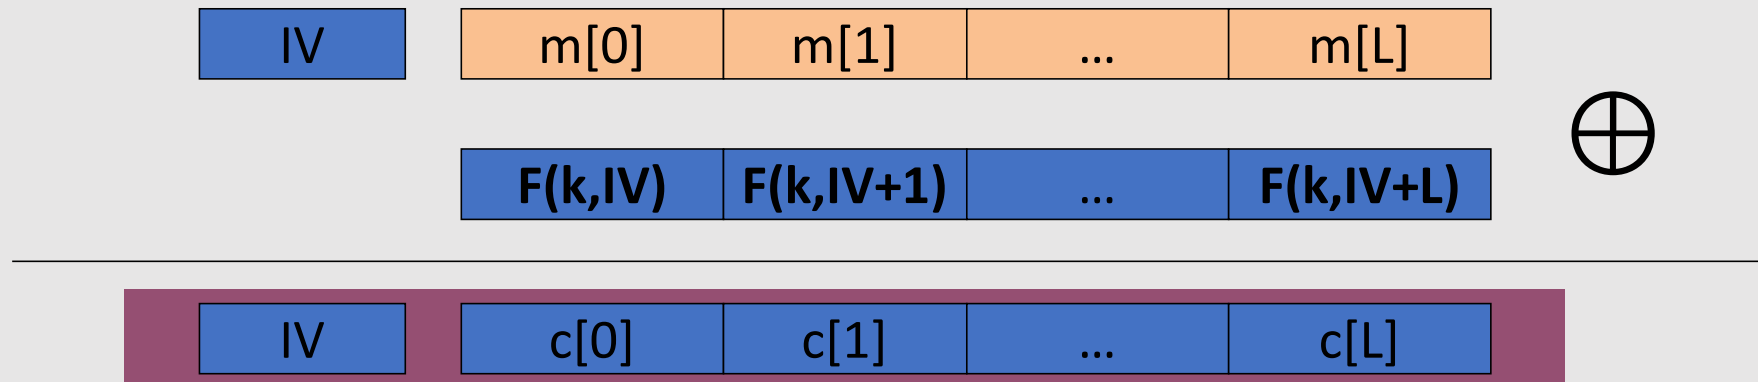 IV m[0] m[1] ... m[L]
⊕
F(k,IV) F(k,IV+1) ... F(k,IV+L)
IV c[0] c[1] ... c[L]